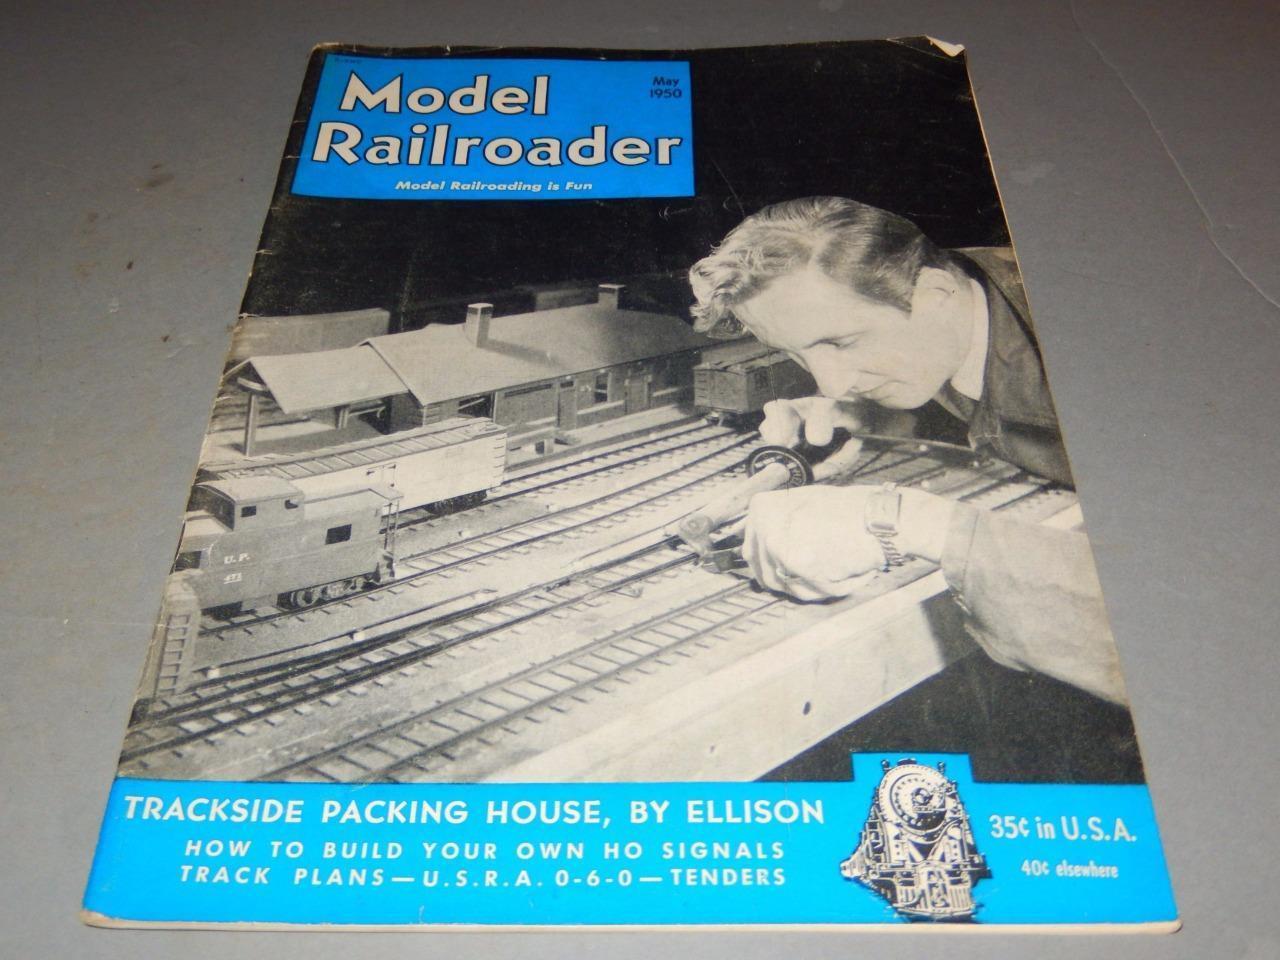 Model
Railroader
May
1950
Model Railroading is Fun
U.P.
TRACKSIDE PACKING HOUSE, BY ELLISON
HOW TO BUILD YOUR OWN HO SIGNALS
TRACK PLANS—U.S.R.A. 0-6-0—TENDERS
35¢ in U.S.A.
40¢ elsewhere